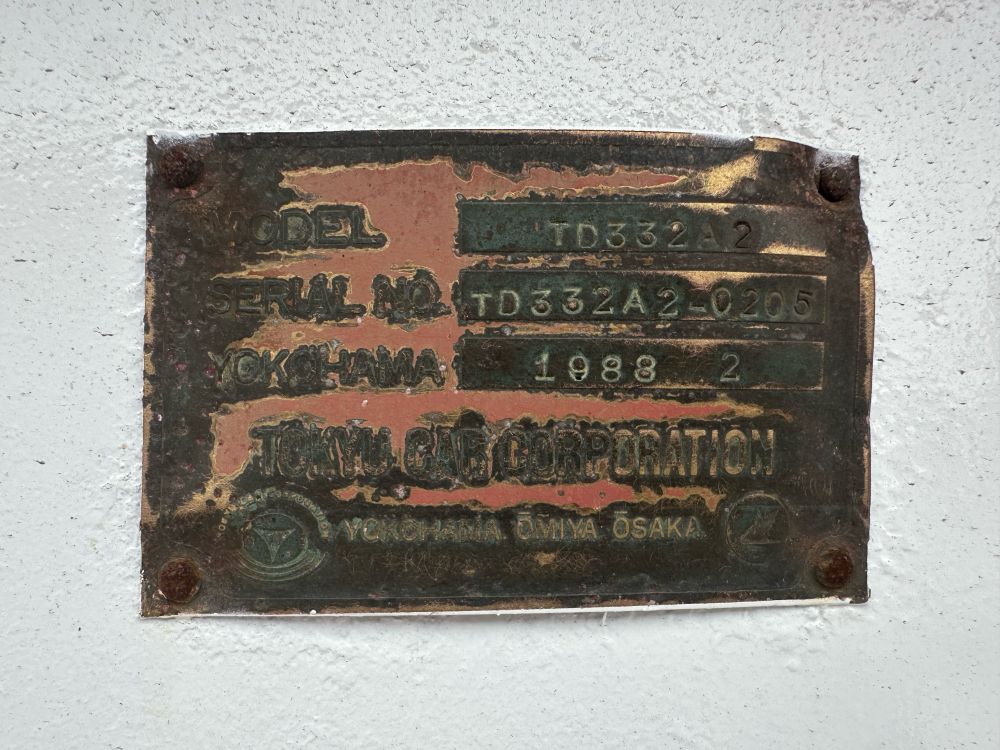 MODEL TD332A2
SERIAL NO. TD332A2-0205
YOKOHAMA 1988 2
TOKYU CAR CORPORATION
YOKOHAMA ŌMIYA ŌSAKA